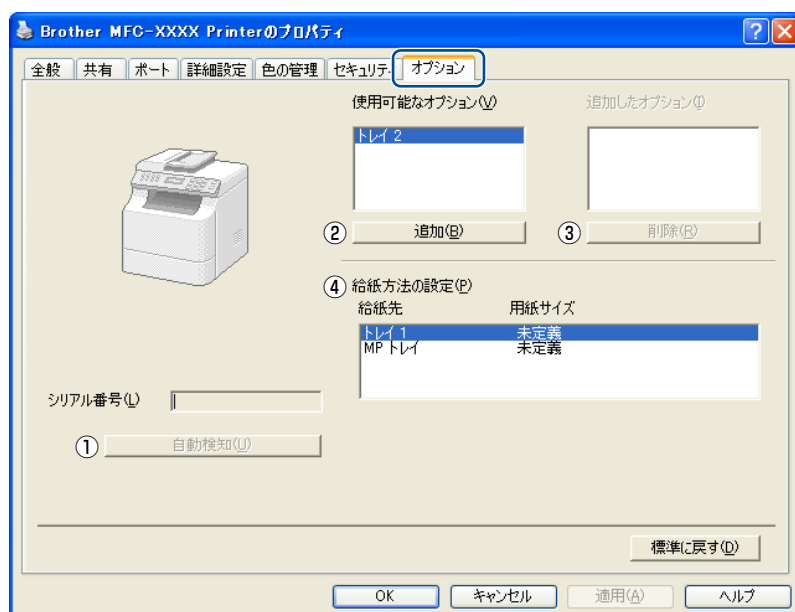 Brother MFC-XXXX Printerのプロパティ
全般 共有 ポート 詳細設定 色の管理 セキュリティ オプション
使用可能なオプション(V) 追加したオプション(I)
トレイ 2
② 追加(B) ③ 削除(R)
④ 給紙方法の設定(P)
給紙先 用紙サイズ
トレイ 1 未定義
MP トレイ 未定義
シリアル番号(L)
① 自動検知(U)
標準に戻す(D)
OK キャンセル 適用(A) ヘルプ